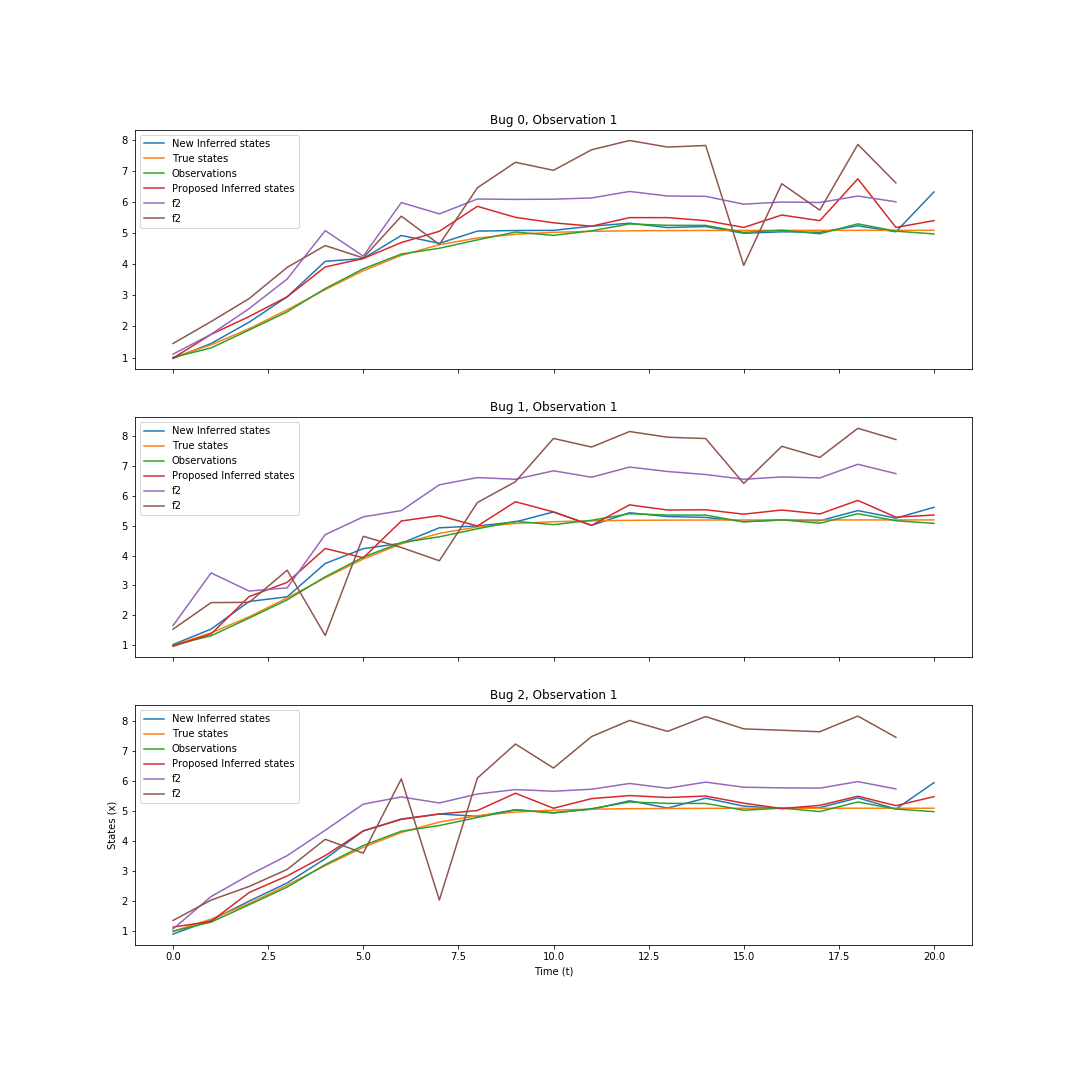 Bug 0, Observation 1
8
7
6
5
4
3
2
1
New Inferred states
True states
Observations
Proposed Inferred states
f2
f2
Bug 1, Observation 1
8
7
6
5
4
3
2
1
New Inferred states
True states
Observations
Proposed Inferred states
f2
f2
Bug 2, Observation 1
States (x)
8
7
6
5
4
3
2
1
New Inferred states
True states
Observations
Proposed Inferred states
f2
f2
0.0 2.5 5.0 7.5 10.0 12.5 15.0 17.5 20.0
Time (t)